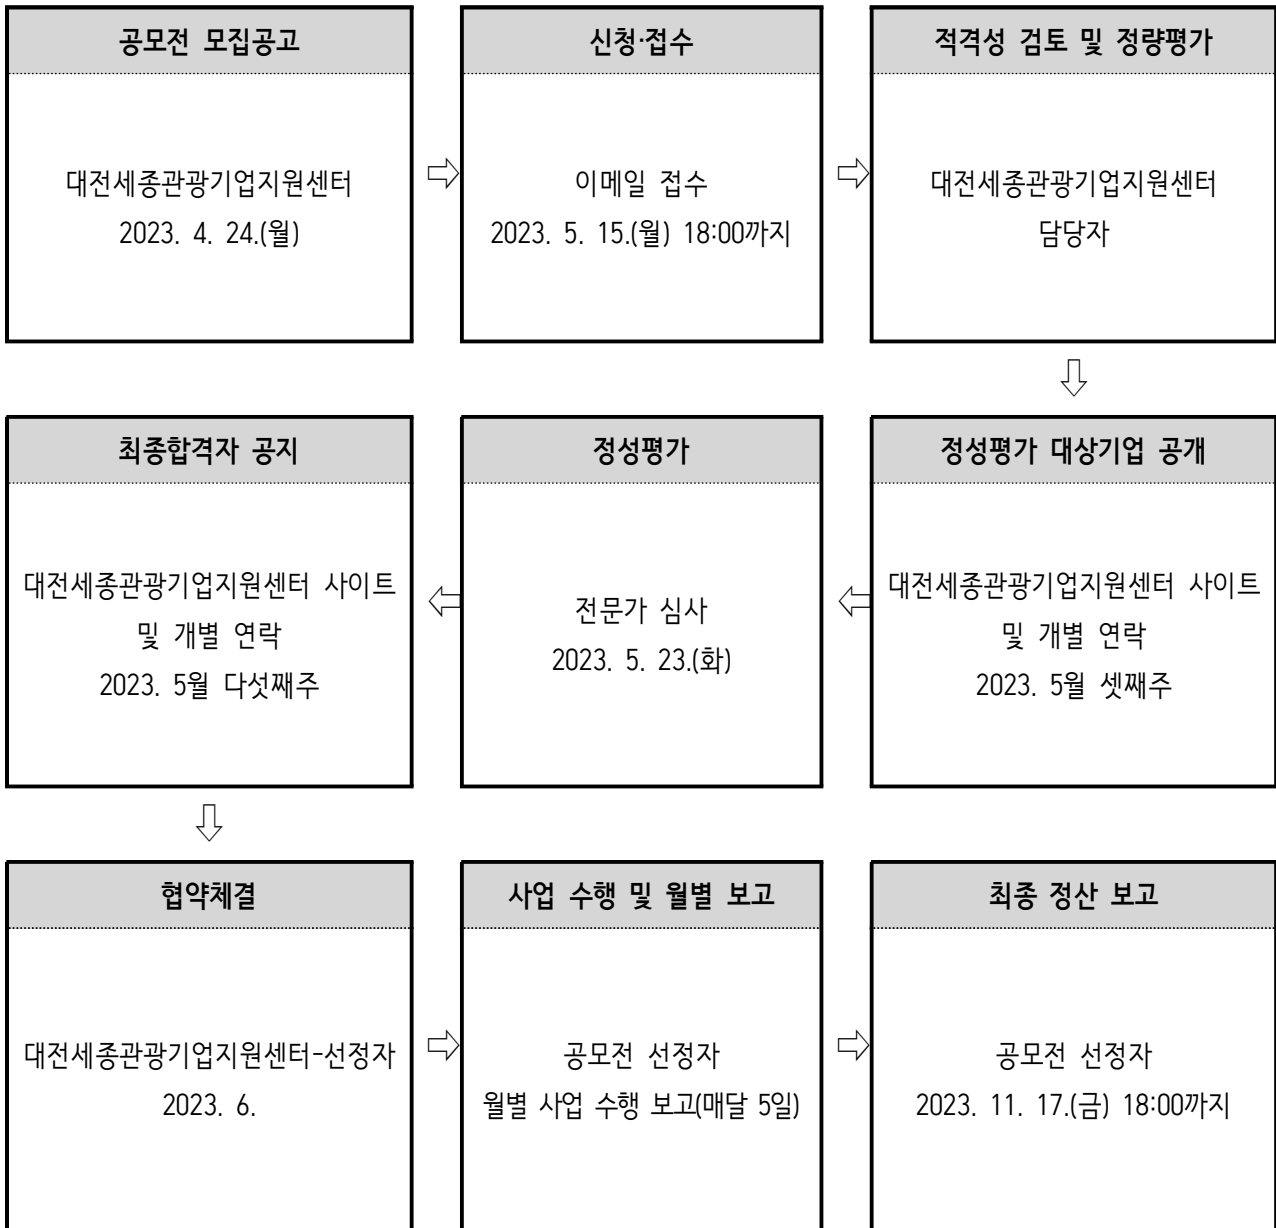 공모전 모집공고
대전세종관광기업지원센터
2023. 4. 24.(월)
신청·접수
이메일 접수
2023. 5. 15.(월) 18:00까지
적격성 검토 및 정량평가
대전세종관광기업지원센터
담당자
정성평가 대상기업 공개
대전세종관광기업지원센터 사이트
및 개별 연락
2023. 5월 셋째주
정성평가
전문가 심사
2023. 5. 23.(화)
최종합격자 공지
대전세종관광기업지원센터 사이트
및 개별 연락
2023. 5월 다섯째주
협약체결
대전세종관광기업지원센터-선정자
2023. 6.
사업 수행 및 월별 보고
공모전 선정자
월별 사업 수행 보고(매달 5일)
최종 정산 보고
공모전 선정자
2023. 11. 17.(금) 18:00까지